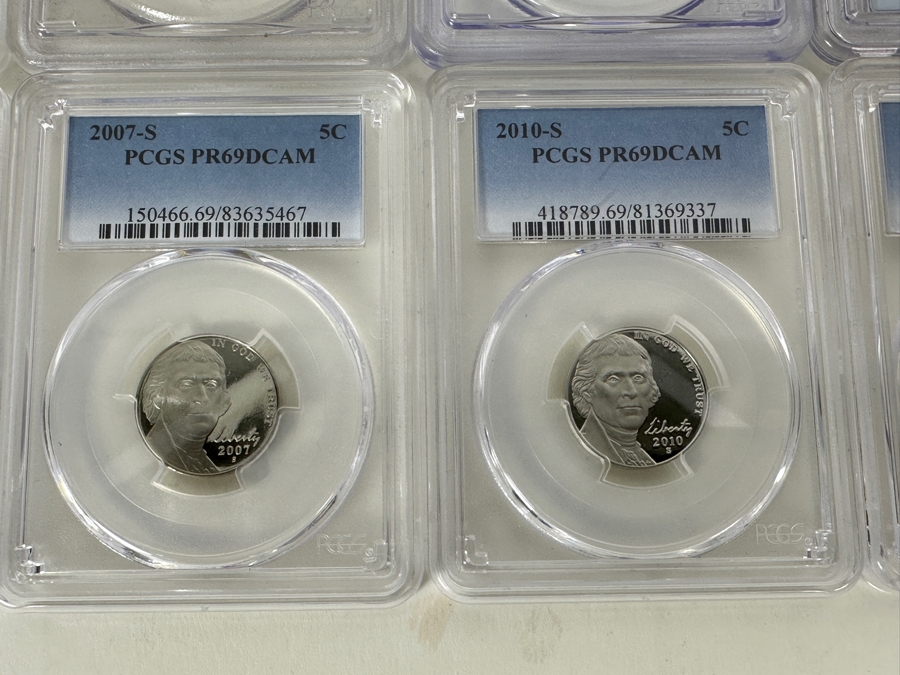 2007-S 5C
PCGS PR69DCAM
150466.69/83635467
IN GOD WE TRUST
Liberty
2007
S
PCGS
2010-S 5C
PCGS PR69DCAM
418789.69/81369337
IN GOD WE TRUST
Liberty
2010
S
PCGS